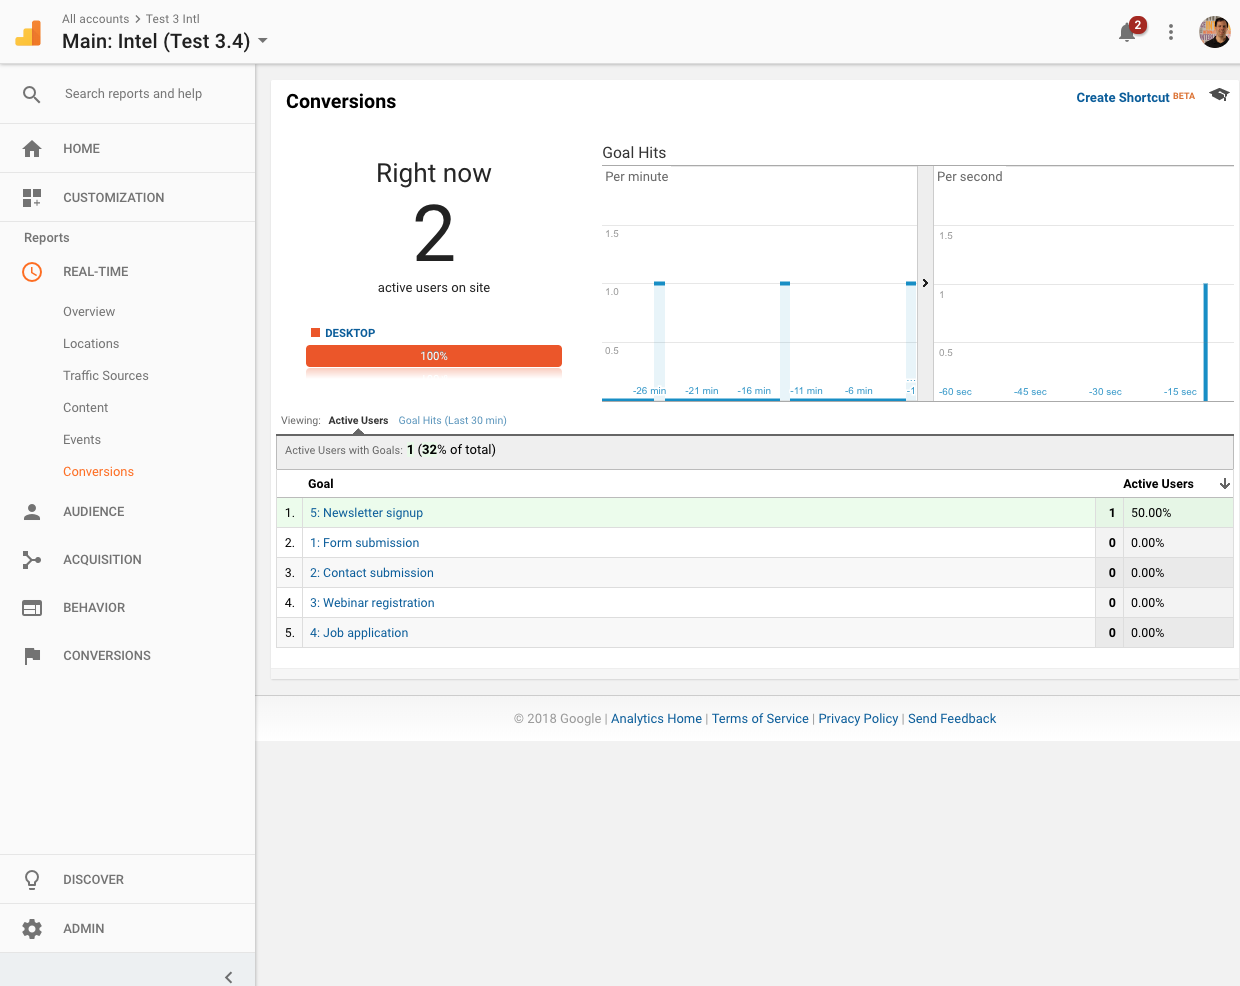 All accounts > Test 3 Intl
Main: Intel (Test 3.4)
2
Search reports and help
HOME
CUSTOMIZATION
Reports
REAL-TIME
Overview
Locations
Traffic Sources
Content
Events
Conversions
AUDIENCE
ACQUISITION
BEHAVIOR
CONVERSIONS
DISCOVER
ADMIN
Conversions
Create Shortcut BETA
Right now
2
active users on site
DESKTOP
100%
Goal Hits
Per minute
1.5
1.0
0.5
-26 min -21 min -16 min -11 min -6 min -1
Per second
1.5
1
0.5
-60 sec -45 sec -30 sec -15 sec
Viewing: Active Users Goal Hits (Last 30 min)
Active Users with Goals: 1 (32% of total)
Goal Active Users
1. 5: Newsletter signup 1 50.00%
2. 1: Form submission 0 0.00%
3. 2: Contact submission 0 0.00%
4. 3: Webinar registration 0 0.00%
5. 4: Job application 0 0.00%
© 2018 Google | Analytics Home | Terms of Service | Privacy Policy | Send Feedback